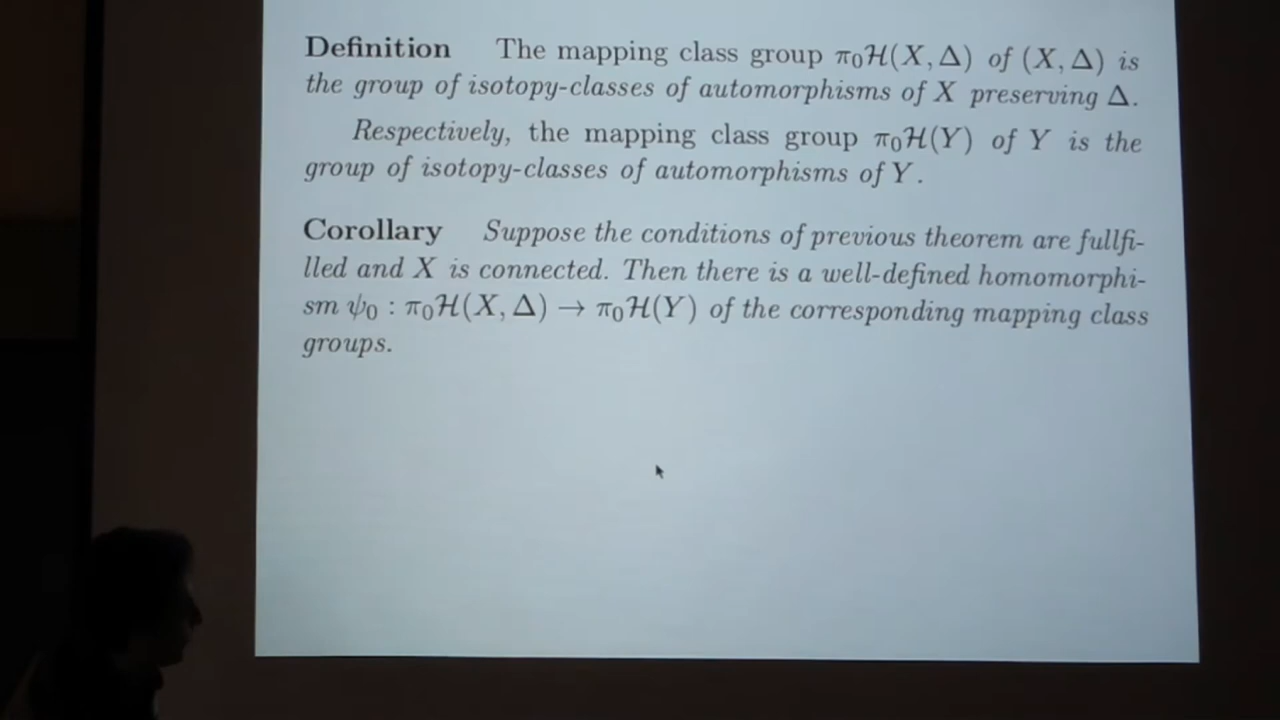 Definition The mapping class group π₀ℋ(X, Δ) of (X, Δ) is
the group of isotopy-classes of automorphisms of X preserving Δ.
Respectively, the mapping class group π₀ℋ(Y) of Y is the
group of isotopy-classes of automorphisms of Y.
Corollary Suppose the conditions of previous theorem are fullfi-
lled and X is connected. Then there is a well-defined homomorphi-
sm ψ₀ : π₀ℋ(X, Δ) → π₀ℋ(Y) of the corresponding mapping class
groups.